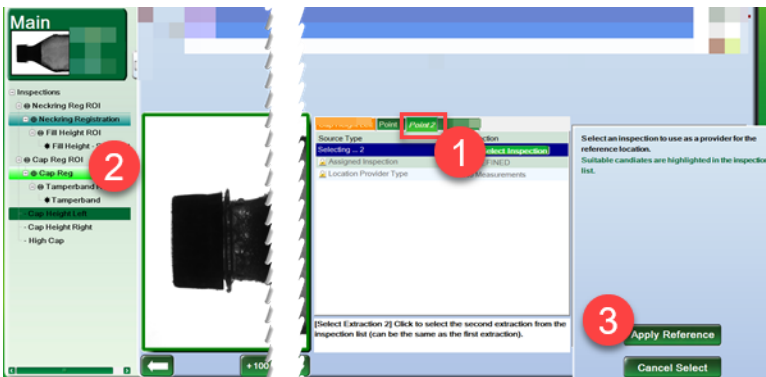 Main
Inspections
Neckring Reg ROI
Neckring Registration
Fill Height ROI
Fill Height -
Cap Reg ROI
Cap Reg
Tamperband
Tamperband
Cap Height Left
Cap Height Right
High Cap
2
+100
Point
Point 2
1
Source Type
Selecting ... 2
Select Inspection
Assigned Inspection
Location Provider Type
Measurements
[Select Extraction 2] Click to select the second extraction from the
inspection list (can be the same as the first extraction).
Select an inspection to use as a provider for the
reference location.
Suitable candiates are highlighted in the inspection
list.
3
Apply Reference
Cancel Select